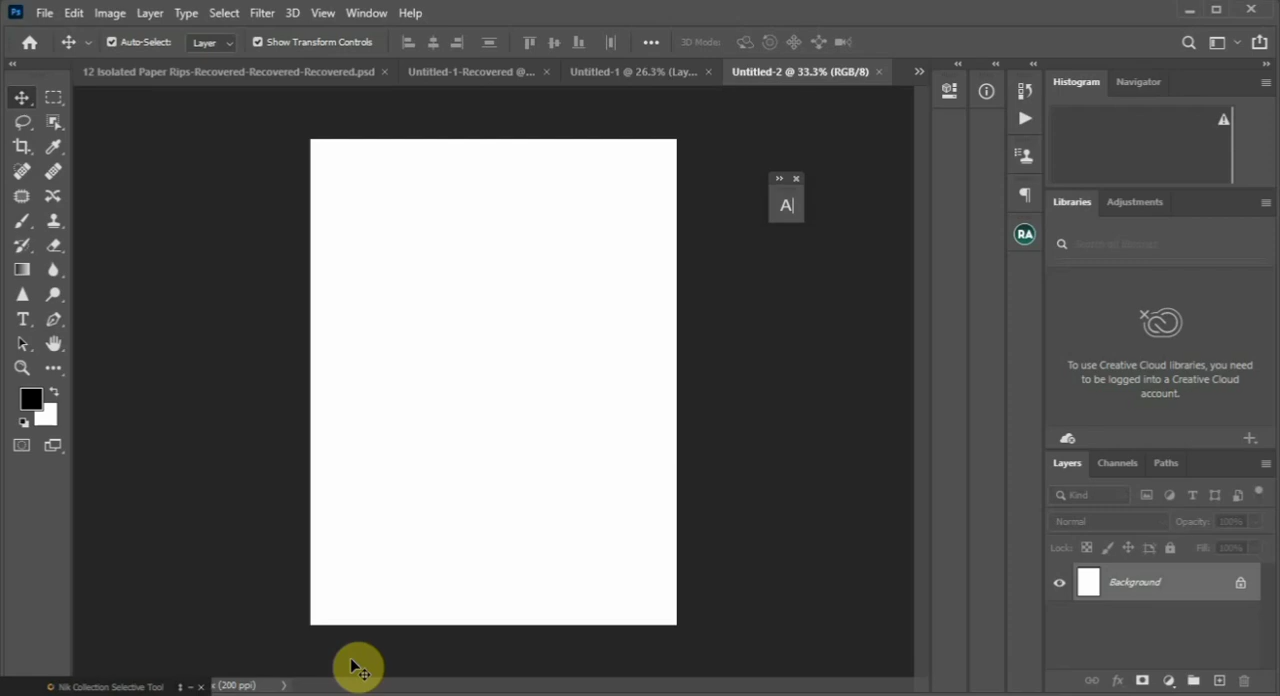 Ps File Edit Image Layer Type Select Filter 3D View Window Help
Auto-Select: Layer Show Transform Controls 3D Mode:
12 Isolated Paper Rips-Recovered-Recovered-Recovered.psd × Untitled-1-Recovered @... × Untitled-1 @ 26.3% (Lay... × Untitled-2 @ 33.3% (RGB/8) ×
Histogram Navigator
A
Libraries Adjustments
RA
To use Creative Cloud libraries, you need
to be logged into a Creative Cloud
account.
T
Layers Channels Paths
Kind
Normal Opacity: 100%
Lock: Fill: 100%
Background
Nik Collection Selective Tool
(200 ppi)
fx